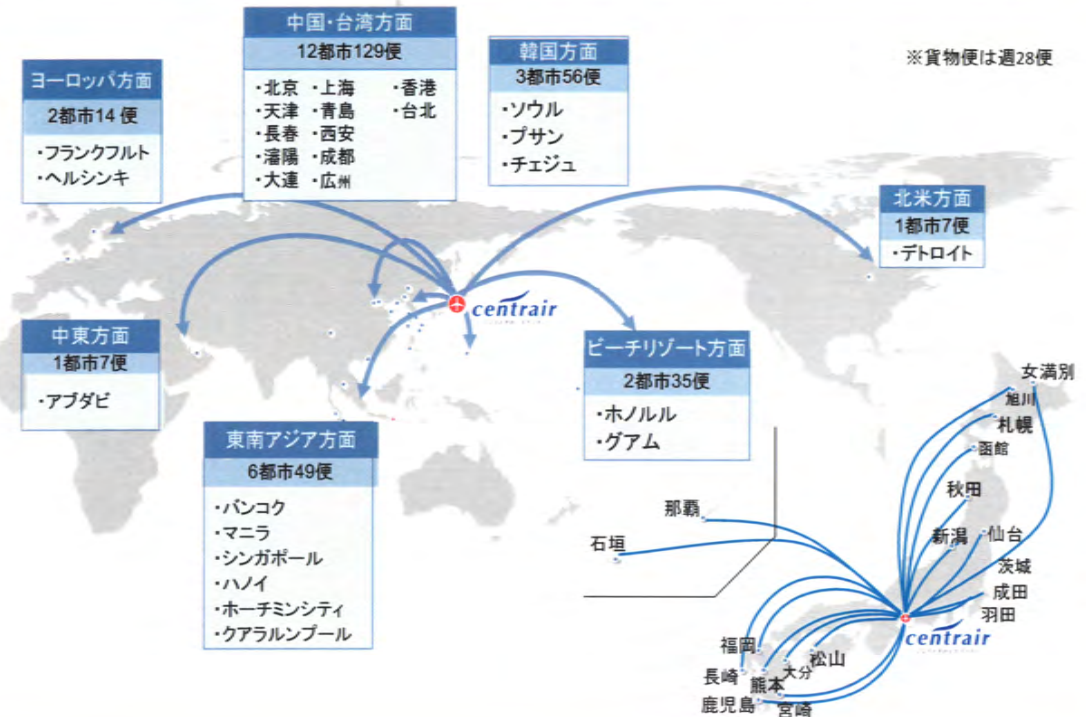 中国・台湾方面
12都市129便
・北京 ・上海 ・香港
・天津 ・青島 ・台北
・長春 ・西安
・瀋陽 ・成都
・大連 ・広州
韓国方面
3都市56便
・ソウル
・プサン
・チェジュ
※貨物便は週28便
ヨーロッパ方面
2都市14 便
・フランクフルト
・ヘルシンキ
北米方面
1都市7便
・デトロイト
centrair
中東方面
1都市7便
・アブダビ
ビーチリゾート方面
2都市35便
・ホノルル
・グアム
東南アジア方面
6都市49便
・バンコク
・マニラ
・シンガポール
・ハノイ
・ホーチミンシティ
・クアラルンプール
女満別
旭川
札幌
函館
秋田
那覇
新潟
仙台
石垣
茨城
成田
羽田
centrair
福岡
松山
大分
長崎
熊本
鹿児島
宮崎